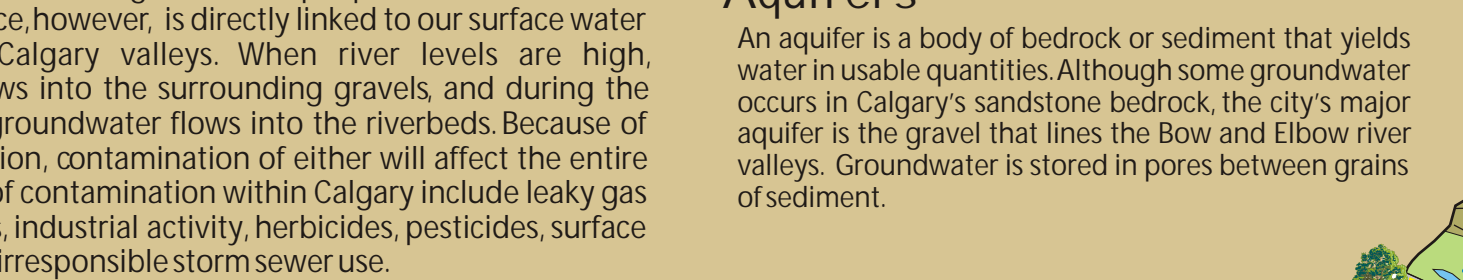 ce, however, is directly linked to our surface water
Calgary valleys. When river levels are high,
ws into the surrounding gravels, and during the
groundwater flows into the riverbeds. Because of
ion, contamination of either will affect the entire
of contamination within Calgary include leaky gas
s, industrial activity, herbicides, pesticides, surface
irresponsible storm sewer use.
Aquifers
An aquifer is a body of bedrock or sediment that yields
water in usable quantities. Although some groundwater
occurs in Calgary's sandstone bedrock, the city's major
aquifer is the gravel that lines the Bow and Elbow river
valleys. Groundwater is stored in pores between grains
of sediment.